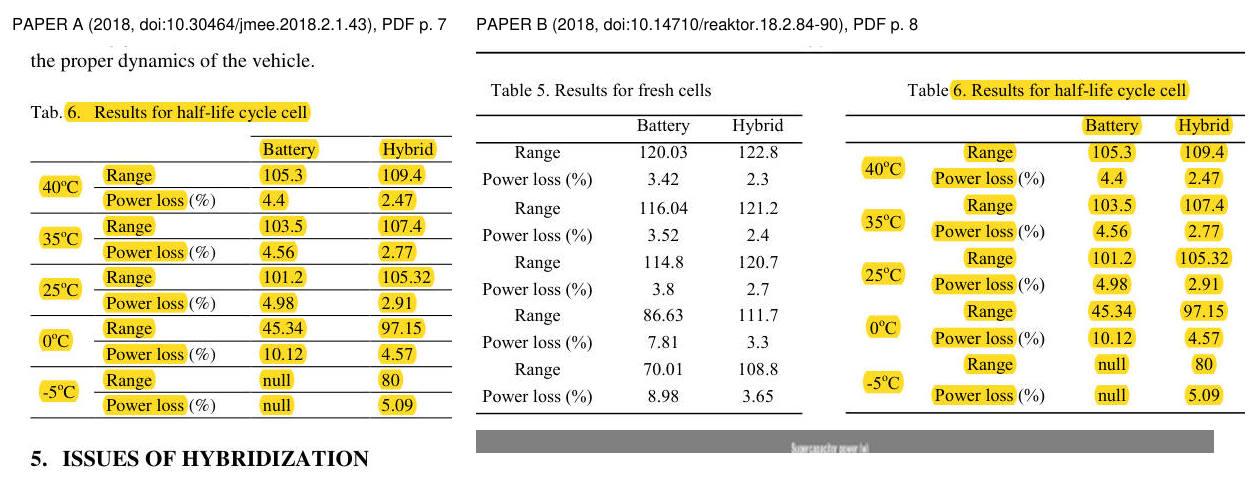 PAPER A (2018, doi:10.30464/jmee.2018.2.1.43), PDF p. 7
the proper dynamics of the vehicle.
Tab. 6. Results for half-life cycle cell
Battery Hybrid
40°C Range 105.3 109.4
Power loss (%) 4.4 2.47
35°C Range 103.5 107.4
Power loss (%) 4.56 2.77
25°C Range 101.2 105.32
Power loss (%) 4.98 2.91
0°C Range 45.34 97.15
Power loss (%) 10.12 4.57
-5°C Range null 80
Power loss (%) null 5.09
5. ISSUES OF HYBRIDIZATION
PAPER B (2018, doi:10.14710/reaktor.18.2.84-90), PDF p. 8
Table 5. Results for fresh cells
Battery Hybrid
Range 120.03 122.8
Power loss (%) 3.42 2.3
Range 116.04 121.2
Power loss (%) 3.52 2.4
Range 114.8 120.7
Power loss (%) 3.8 2.7
Range 86.63 111.7
Power loss (%) 7.81 3.3
Range 70.01 108.8
Power loss (%) 8.98 3.65
Table 6. Results for half-life cycle cell
Battery Hybrid
40°C Range 105.3 109.4
Power loss (%) 4.4 2.47
35°C Range 103.5 107.4
Power loss (%) 4.56 2.77
25°C Range 101.2 105.32
Power loss (%) 4.98 2.91
0°C Range 45.34 97.15
Power loss (%) 10.12 4.57
-5°C Range null 80
Power loss (%) null 5.09
Supercapacitor power (w)